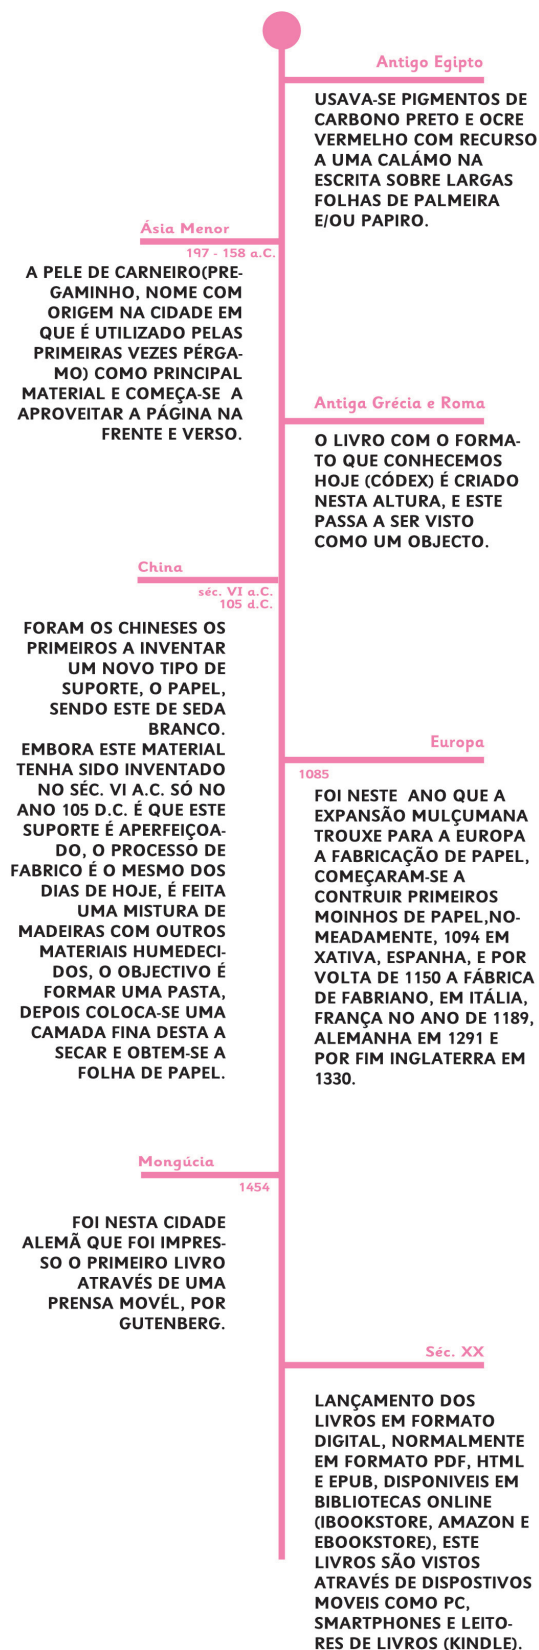 Antigo Egipto
USAVA-SE PIGMENTOS DE
CARBONO PRETO E OCRE
VERMELHO COM RECURSO
A UMA CALÁMO NA
ESCRITA SOBRE LARGAS
FOLHAS DE PALMEIRA
E/OU PAPIRO.
Ásia Menor
197 - 158 a.C.
A PELE DE CARNEIRO(PRE-
GAMINHO, NOME COM
ORIGEM NA CIDADE EM
QUE É UTILIZADO PELAS
PRIMEIRAS VEZES PÉRGA-
MO) COMO PRINCIPAL
MATERIAL E COMEÇA-SE  A
APROVEITAR A PÁGINA NA
FRENTE E VERSO.
Antiga Grécia e Roma
O LIVRO COM O FORMA-
TO QUE CONHECEMOS
HOJE (CÓDEX) É CRIADO
NESTA ALTURA, E ESTE
PASSA A SER VISTO
COMO UM OBJECTO.
China
séc. VI a.C.
105 d.C.
FORAM OS CHINESES OS
PRIMEIROS A INVENTAR
UM NOVO TIPO DE
SUPORTE, O PAPEL,
SENDO ESTE DE SEDA
BRANCO.
EMBORA ESTE MATERIAL
TENHA SIDO INVENTADO
NO SÉC. VI A.C. SÓ NO
ANO 105 D.C. É QUE ESTE
SUPORTE É APERFEIÇOA-
DO, O PROCESSO DE
FABRICO É O MESMO DOS
DIAS DE HOJE, É FEITA
UMA MISTURA DE
MADEIRAS COM OUTROS
MATERIAIS HUMEDECI-
DOS, O OBJECTIVO É
FORMAR UMA PASTA,
DEPOIS COLOCA-SE UMA
CAMADA FINA DESTA A
SECAR E OBTEM-SE A
FOLHA DE PAPEL.
Europa
1085
FOI NESTE  ANO QUE A
EXPANSÃO MULÇUMANA
TROUXE PARA A EUROPA
A FABRICAÇÃO DE PAPEL,
COMEÇARAM-SE A
CONTRUIR PRIMEIROS
MOINHOS DE PAPEL,NO-
MEADAMENTE, 1094 EM
XATIVA, ESPANHA, E POR
VOLTA DE 1150 A FÁBRICA
DE FABRIANO, EM ITÁLIA,
FRANÇA NO ANO DE 1189,
ALEMANHA EM 1291 E
POR FIM INGLATERRA EM
1330.
Mongúcia
1454
FOI NESTA CIDADE
ALEMÃ QUE FOI IMPRES-
SO O PRIMEIRO LIVRO
ATRAVÉS DE UMA
PRENSA MOVÉL, POR
GUTENBERG.
Séc. XX
LANÇAMENTO DOS
LIVROS EM FORMATO
DIGITAL, NORMALMENTE
EM FORMATO PDF, HTML
E EPUB, DISPONIVEIS EM
BIBLIOTECAS ONLINE
(IBOOKSTORE, AMAZON E
EBOOKSTORE), ESTE
LIVROS SÃO VISTOS
ATRAVÉS DE DISPOSTIVOS
MOVEIS COMO PC,
SMARTPHONES E LEITO-
RES DE LIVROS (KINDLE).